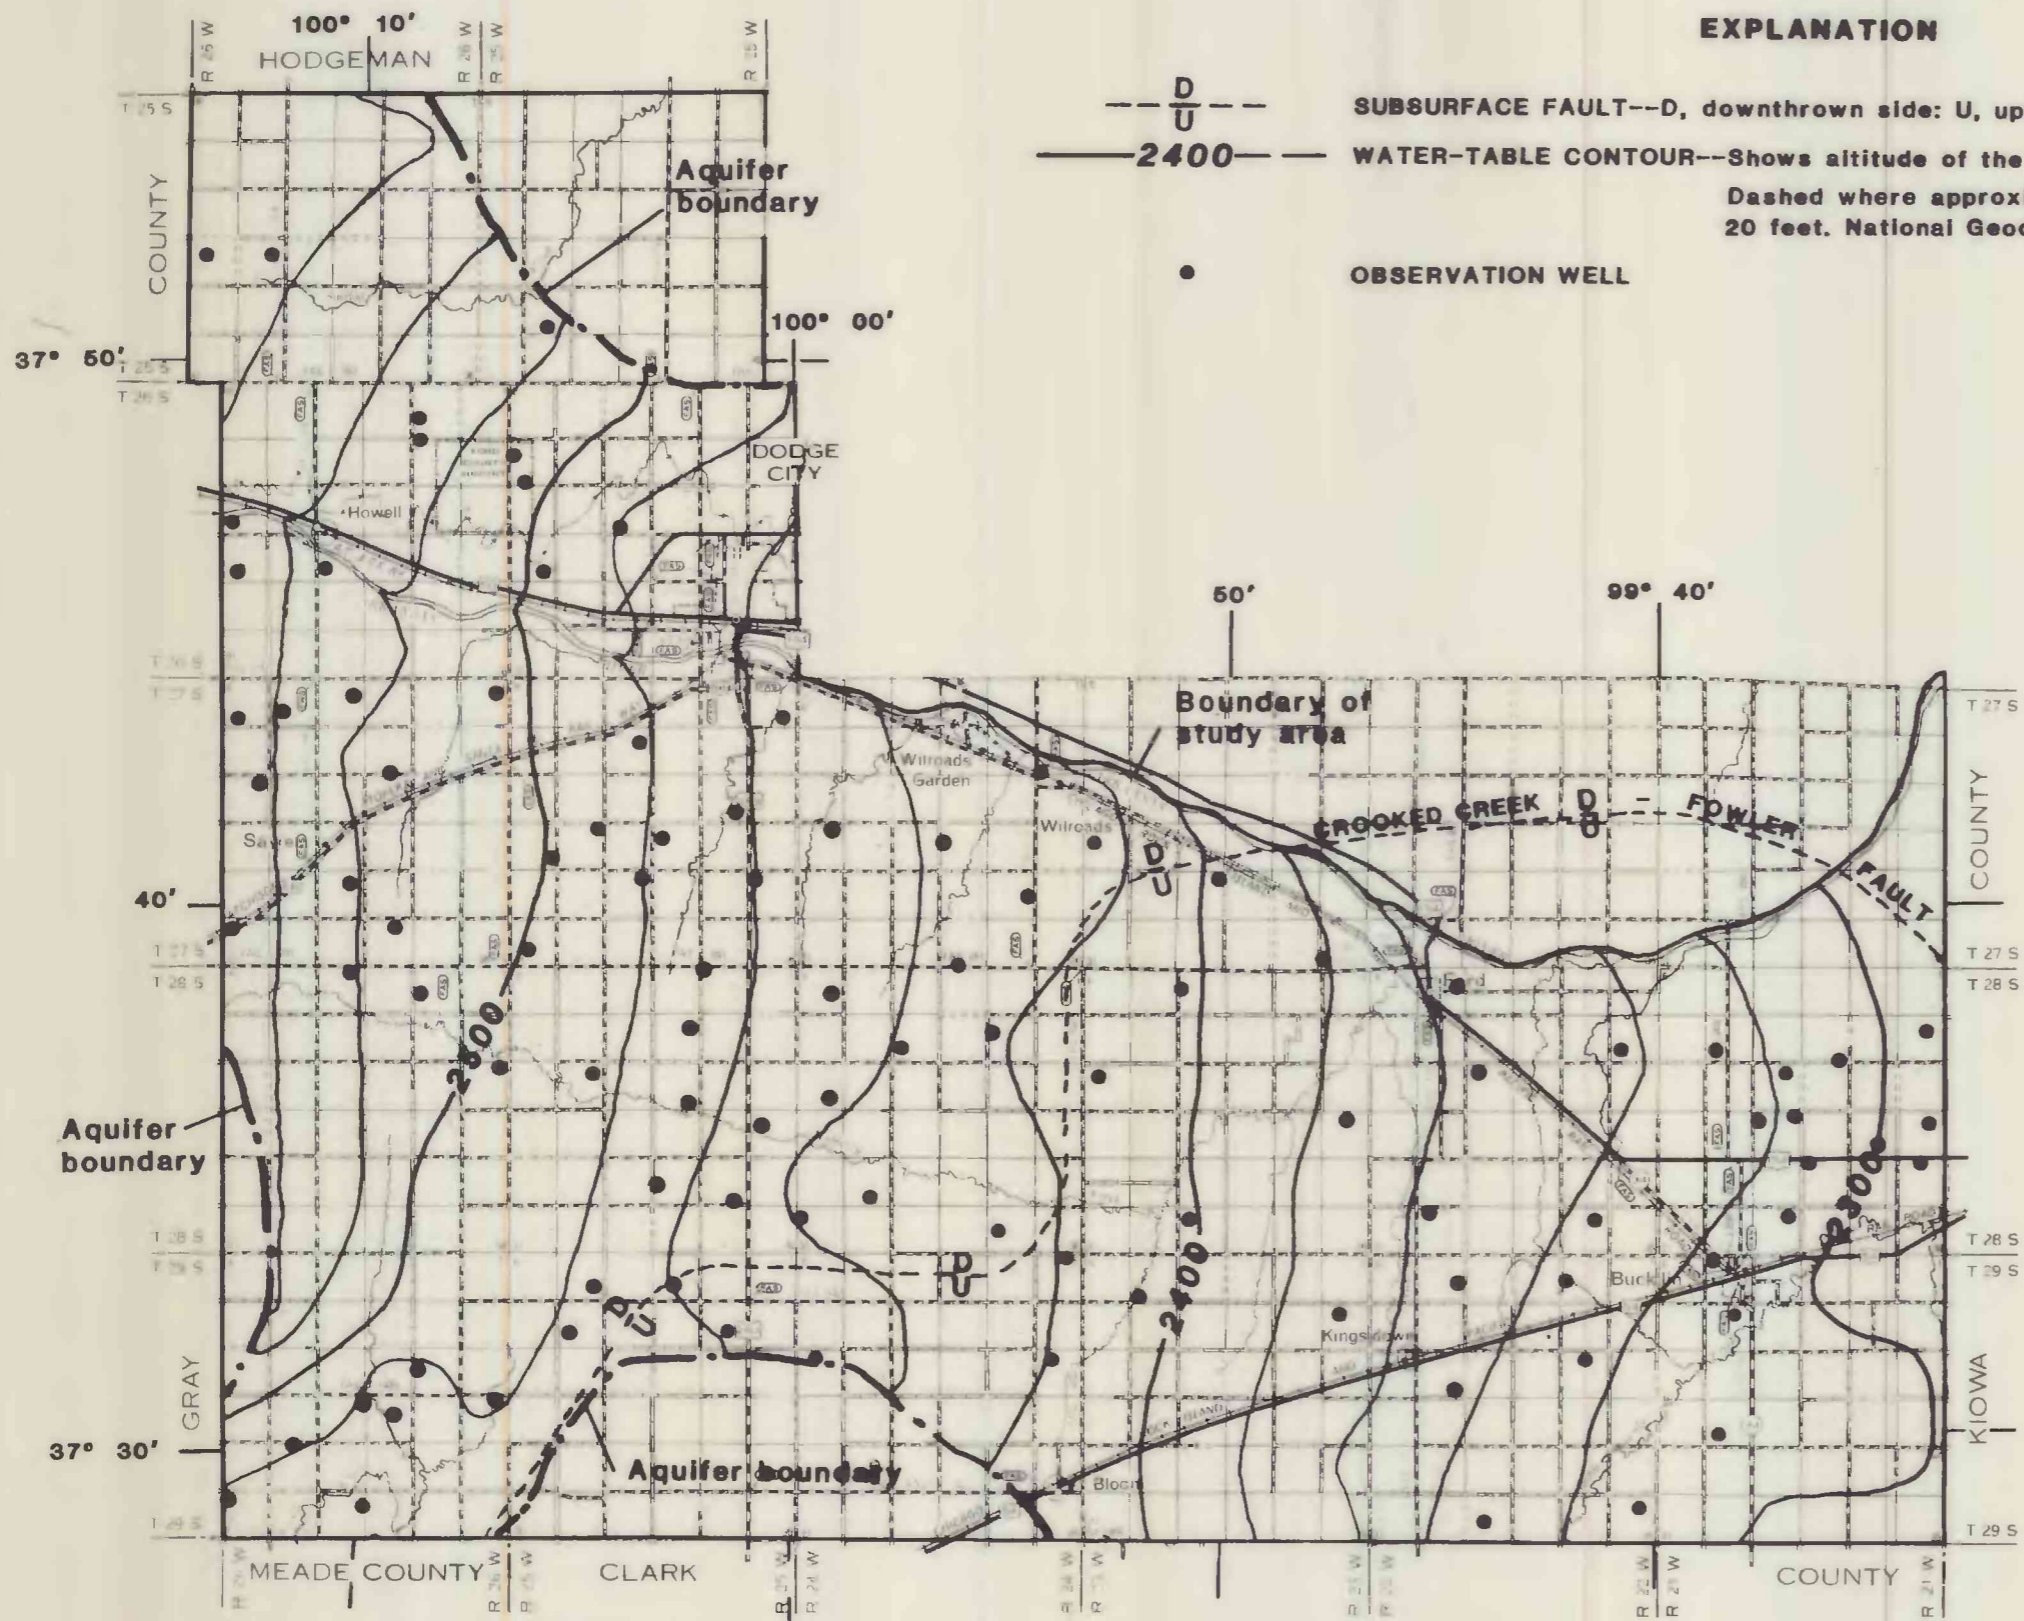 EXPLANATION
D
U
SUBSURFACE FAULT--D, downthrown side: U, up
2400
WATER-TABLE CONTOUR--Shows altitude of the
Dashed where approxi
20 feet. National Geod
OBSERVATION WELL
R 26 W
100° 10'
HODGEMAN
R 26 W
R 25 W
R 25 W
T 25 S
COUNTY
Aquifer
boundary
100° 00'
37° 50'
T 25 S
T 26 S
DODGE
CITY
Howell
50'
99° 40'
T 26 S
T 27 S
Boundary of
study area
T 27 S
Wilroads
Garden
Wilroads
CROOKED CREEK
D
U
FOWLER
FAULT
D
U
COUNTY
40'
T 27 S
T 28 S
T 27 S
T 28 S
Ford
2500
Aquifer
boundary
2300
2400
D
U
D
U
T 28 S
T 29 S
T 28 S
T 29 S
Bucklin
Kingsdown
GRAY
KIOWA
37° 30'
Aquifer boundary
Bloom
T 29 S
T 29 S
MEADE COUNTY
CLARK
COUNTY
R 26 W
R 26 W
R 25 W
R 25 W
R 24 W
R 24 W
R 23 W
R 22 W
R 21 W
R 21 W